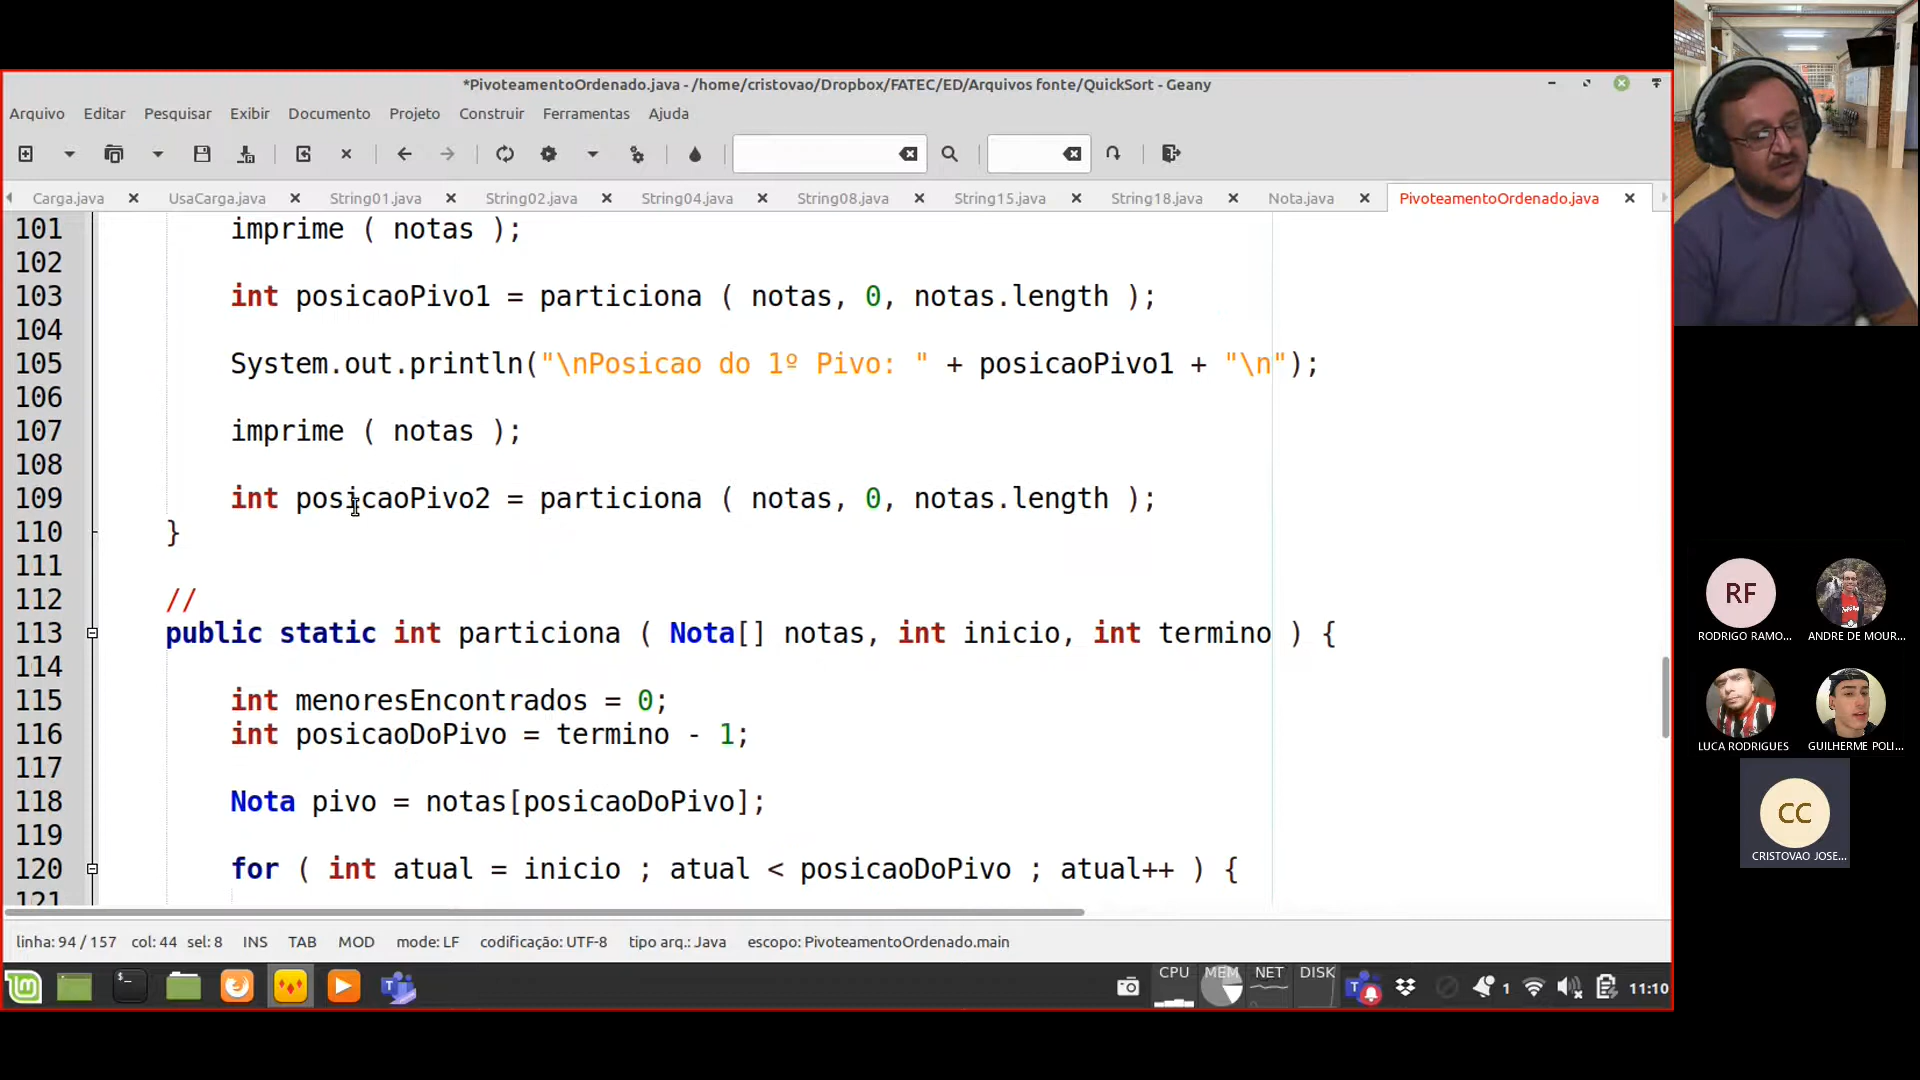 *PivoteamentoOrdenado.java - /home/cristovao/Dropbox/FATEC/ED/Arquivos fonte/QuickSort - Geany
Arquivo Editar Pesquisar Exibir Documento Projeto Construir Ferramentas Ajuda
Carga.java UsaCarga.java String01.java String02.java String04.java String08.java String15.java String18.java Nota.java PivoteamentoOrdenado.java
101 imprime ( notas );
102
103 int posicaoPivo1 = particiona ( notas, 0, notas.length );
104
105 System.out.println("\nPosicao do 1º Pivo: " + posicaoPivo1 + "\n");
106
107 imprime ( notas );
108
109 int posicaoPivo2 = particiona ( notas, 0, notas.length );
110 }
111
112 //
113 public static int particiona ( Nota[] notas, int inicio, int termino ) {
114
115 int menoresEncontrados = 0;
116 int posicaoDoPivo = termino - 1;
117
118 Nota pivo = notas[posicaoDoPivo];
119
120 for ( int atual = inicio ; atual < posicaoDoPivo ; atual++ ) {
121
linha: 94 / 157 col: 44 sel: 8 INS TAB MOD mode: LF codificação: UTF-8 tipo arq.: Java escopo: PivoteamentoOrdenado.main
CPU MEM NET DISK 1 11:10
RF
RODRIGO RAMO... ANDRE DE MOUR...
LUCA RODRIGUES GUILHERME POLI...
CC
CRISTOVAO JOSE...